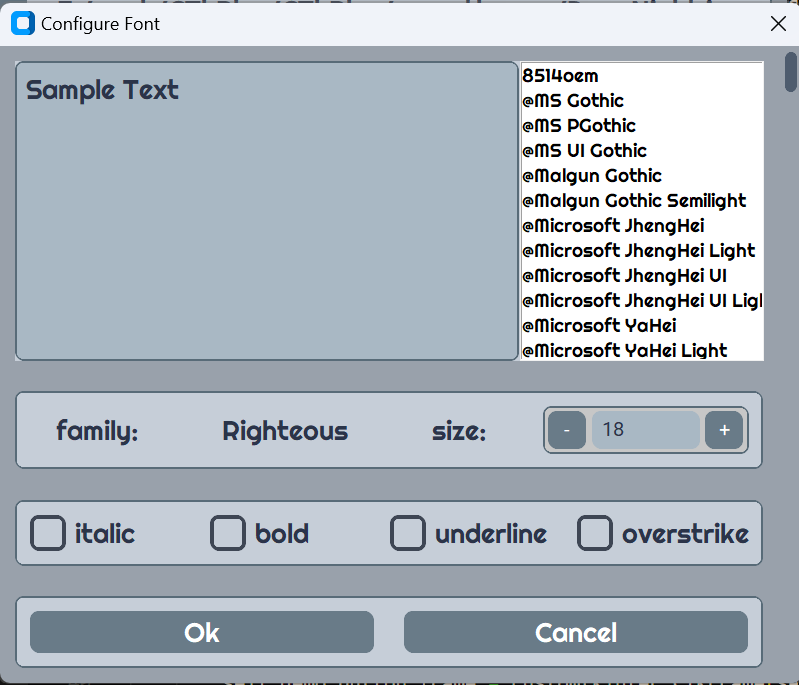 Configure Font
Sample Text
8514oem
@MS Gothic
@MS PGothic
@MS UI Gothic
@Malgun Gothic
@Malgun Gothic Semilight
@Microsoft JhengHei
@Microsoft JhengHei Light
@Microsoft JhengHei UI
@Microsoft JhengHei UI Ligh
@Microsoft YaHei
@Microsoft YaHei Light
family: Righteous size: - 18 +
italic bold underline overstrike
Ok Cancel